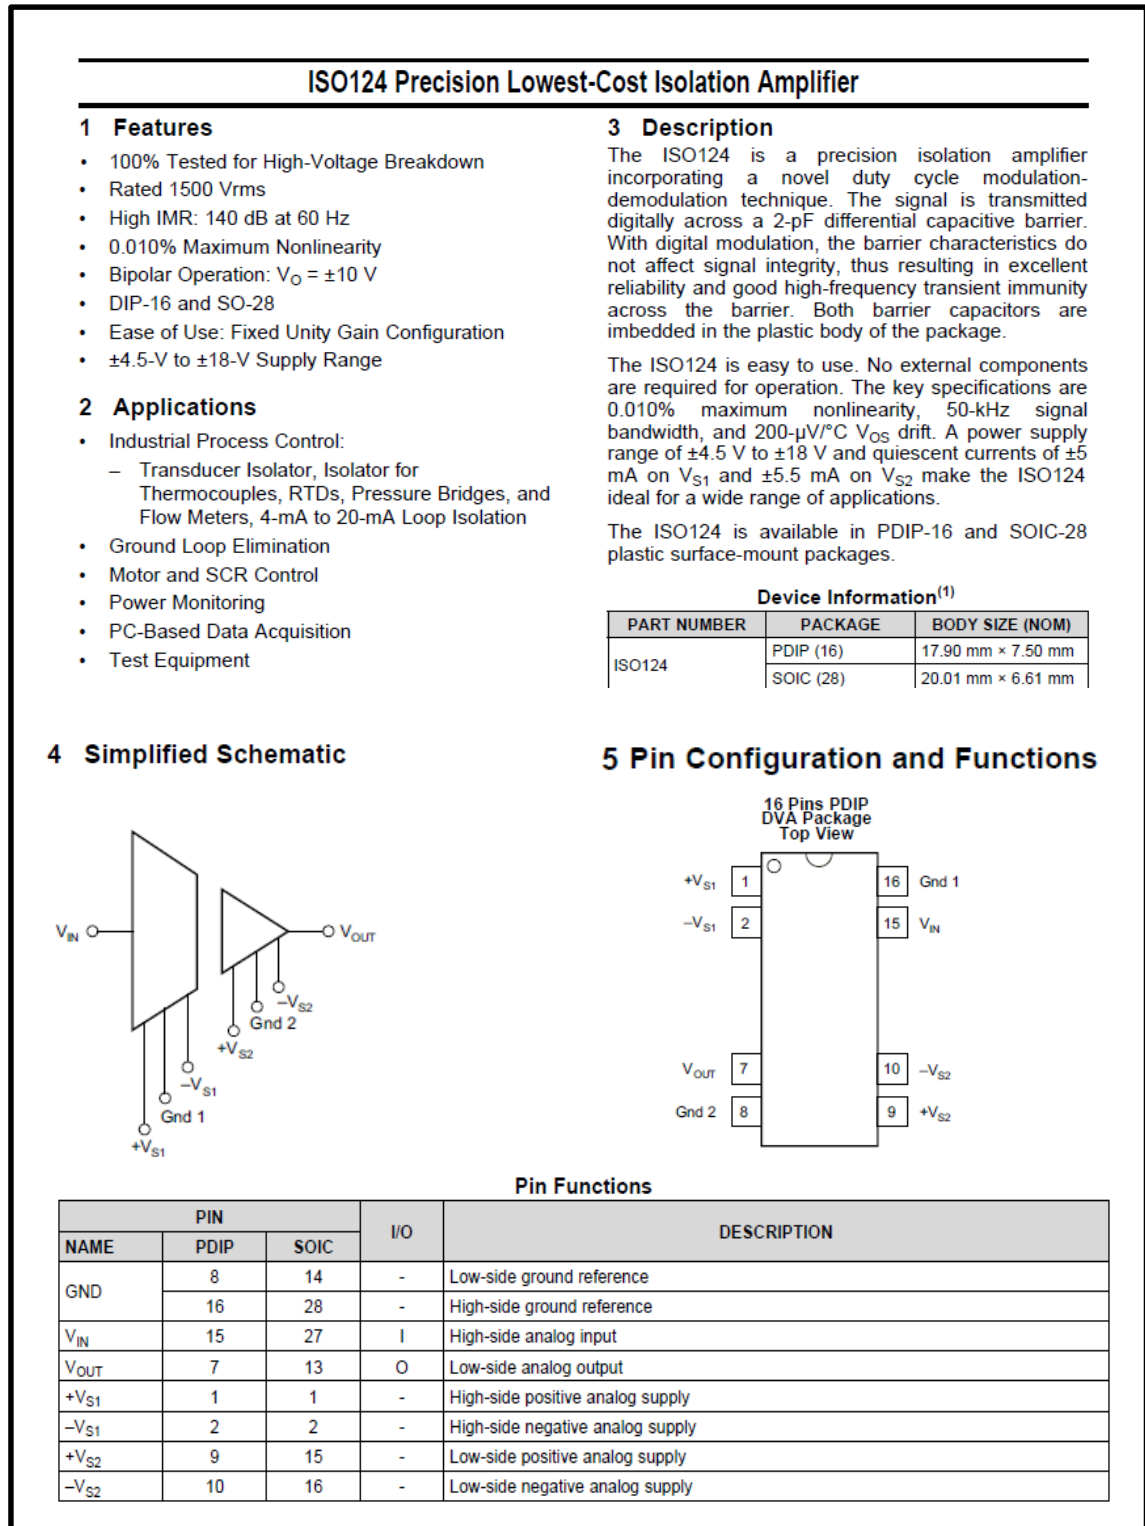 ISO124 Precision Lowest-Cost Isolation Amplifier
1 Features
• 100% Tested for High-Voltage Breakdown
• Rated 1500 Vrms
• High IMR: 140 dB at 60 Hz
• 0.010% Maximum Nonlinearity
• Bipolar Operation: VO = ±10 V
• DIP-16 and SO-28
• Ease of Use: Fixed Unity Gain Configuration
• ±4.5-V to ±18-V Supply Range
2 Applications
• Industrial Process Control:
– Transducer Isolator, Isolator for
Thermocouples, RTDs, Pressure Bridges, and
Flow Meters, 4-mA to 20-mA Loop Isolation
• Ground Loop Elimination
• Motor and SCR Control
• Power Monitoring
• PC-Based Data Acquisition
• Test Equipment
3 Description
The ISO124 is a precision isolation amplifier
incorporating a novel duty cycle modulation-
demodulation technique. The signal is transmitted
digitally across a 2-pF differential capacitive barrier.
With digital modulation, the barrier characteristics do
not affect signal integrity, thus resulting in excellent
reliability and good high-frequency transient immunity
across the barrier. Both barrier capacitors are
imbedded in the plastic body of the package.
The ISO124 is easy to use. No external components
are required for operation. The key specifications are
0.010% maximum nonlinearity, 50-kHz signal
bandwidth, and 200-µV/°C VOS drift. A power supply
range of ±4.5 V to ±18 V and quiescent currents of ±5
mA on VS1 and ±5.5 mA on VS2 make the ISO124
ideal for a wide range of applications.
The ISO124 is available in PDIP-16 and SOIC-28
plastic surface-mount packages.
Device Information(1)
PART NUMBER PACKAGE BODY SIZE (NOM)
ISO124
PDIP (16) 17.90 mm × 7.50 mm
SOIC (28) 20.01 mm × 6.61 mm
4 Simplified Schematic
VIN
VOUT
–VS2
Gnd 2
+VS2
–VS1
Gnd 1
+VS1
5 Pin Configuration and Functions
16 Pins PDIP
DVA Package
Top View
+VS1 1 16 Gnd 1
–VS1 2 15 VIN
VOUT 7 10 –VS2
Gnd 2 8 9 +VS2
Pin Functions
PIN I/O DESCRIPTION
NAME PDIP SOIC
GND 8 14 - Low-side ground reference
16 28 - High-side ground reference
VIN 15 27 I High-side analog input
VOUT 7 13 O Low-side analog output
+VS1 1 1 - High-side positive analog supply
–VS1 2 2 - High-side negative analog supply
+VS2 9 15 - Low-side positive analog supply
–VS2 10 16 - Low-side negative analog supply